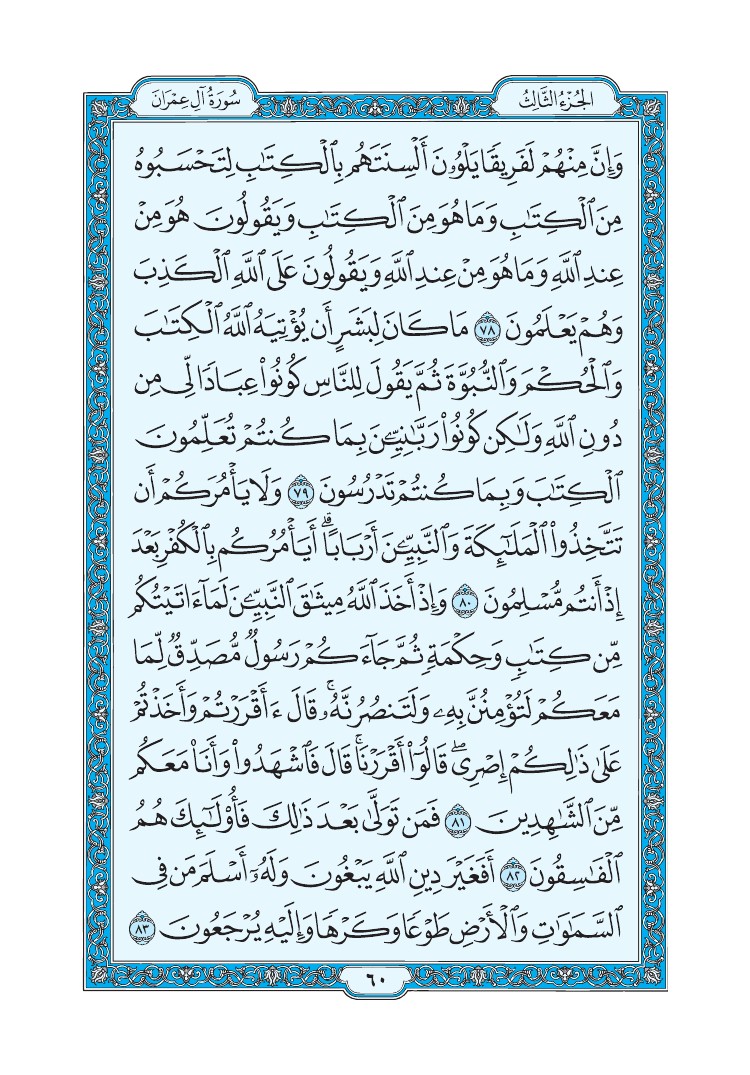 الجُزْءُ الثَّالِثُ
سُورَةُ آلِ عِمْرَانَ
وَإِنَّ مِنْهُمْ لَفَرِيقًا يَلْوُۥنَ أَلْسِنَتَهُم بِٱلْكِتَٰبِ لِتَحْسَبُوهُ
مِنَ ٱلْكِتَٰبِ وَمَا هُوَ مِنَ ٱلْكِتَٰبِ وَيَقُولُونَ هُوَ مِنْ
عِندِ ٱللَّهِ وَمَا هُوَ مِنْ عِندِ ٱللَّهِ وَيَقُولُونَ عَلَى ٱللَّهِ ٱلْكَذِبَ
وَهُمْ يَعْلَمُونَ ٧٨ مَا كَانَ لِبَشَرٍ أَن يُؤْتِيَهُ ٱللَّهُ ٱلْكِتَٰبَ
وَٱلْحُكْمَ وَٱلنُّبُوَّةَ ثُمَّ يَقُولَ لِلنَّاسِ كُونُوا۟ عِبَادًا لِّى مِن
دُونِ ٱللَّهِ وَلَٰكِن كُونُوا۟ رَبَّٰنِيِّۦنَ بِمَا كُنتُمْ تُعَلِّمُونَ
ٱلْكِتَٰبَ وَبِمَا كُنتُمْ تَدْرُسُونَ ٧٩ وَلَا يَأْمُرَكُمْ أَن
تَتَّخِذُوا۟ ٱلْمَلَٰٓئِكَةَ وَٱلنَّبِيِّۦنَ أَرْبَابًا ۗ أَيَأْمُرُكُم بِٱلْكُفْرِ بَعْدَ
إِذْ أَنتُم مُّسْلِمُونَ ٨٠ وَإِذْ أَخَذَ ٱللَّهُ مِيثَٰقَ ٱلنَّبِيِّۦنَ لَمَآ ءَاتَيْتُكُم
مِّن كِتَٰبٍ وَحِكْمَةٍ ثُمَّ جَآءَكُمْ رَسُولٌ مُّصَدِّقٌ لِّمَا
مَعَكُمْ لَتُؤْمِنُنَّ بِهِۦ وَلَتَنصُرُنَّهُۥ ۚ قَالَ ءَأَقْرَرْتُمْ وَأَخَذْتُمْ
عَلَىٰ ذَٰلِكُمْ إِصْرِى ۖ قَالُوٓا۟ أَقْرَرْنَا ۚ قَالَ فَٱشْهَدُوا۟ وَأَنَا۠ مَعَكُم
مِّنَ ٱلشَّٰهِدِينَ ٨١ فَمَن تَوَلَّىٰ بَعْدَ ذَٰلِكَ فَأُو۟لَٰٓئِكَ هُمُ
ٱلْفَٰسِقُونَ ٨٢ أَفَغَيْرَ دِينِ ٱللَّهِ يَبْغُونَ وَلَهُۥٓ أَسْلَمَ مَن فِى
ٱلسَّمَٰوَٰتِ وَٱلْأَرْضِ طَوْعًا وَكَرْهًا وَإِلَيْهِ يُرْجَعُونَ ٨٣
٦٠